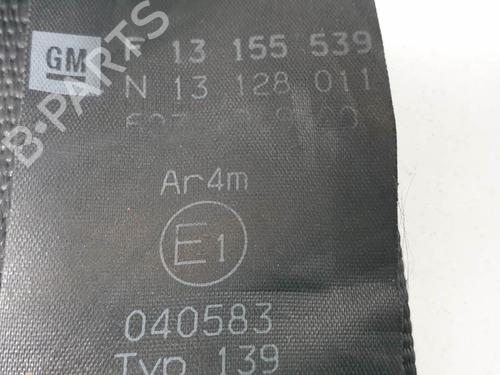 GM F 13 155 539
N 13 128 011
Ar4m
E1
040583
Typ 139
B-PARTS